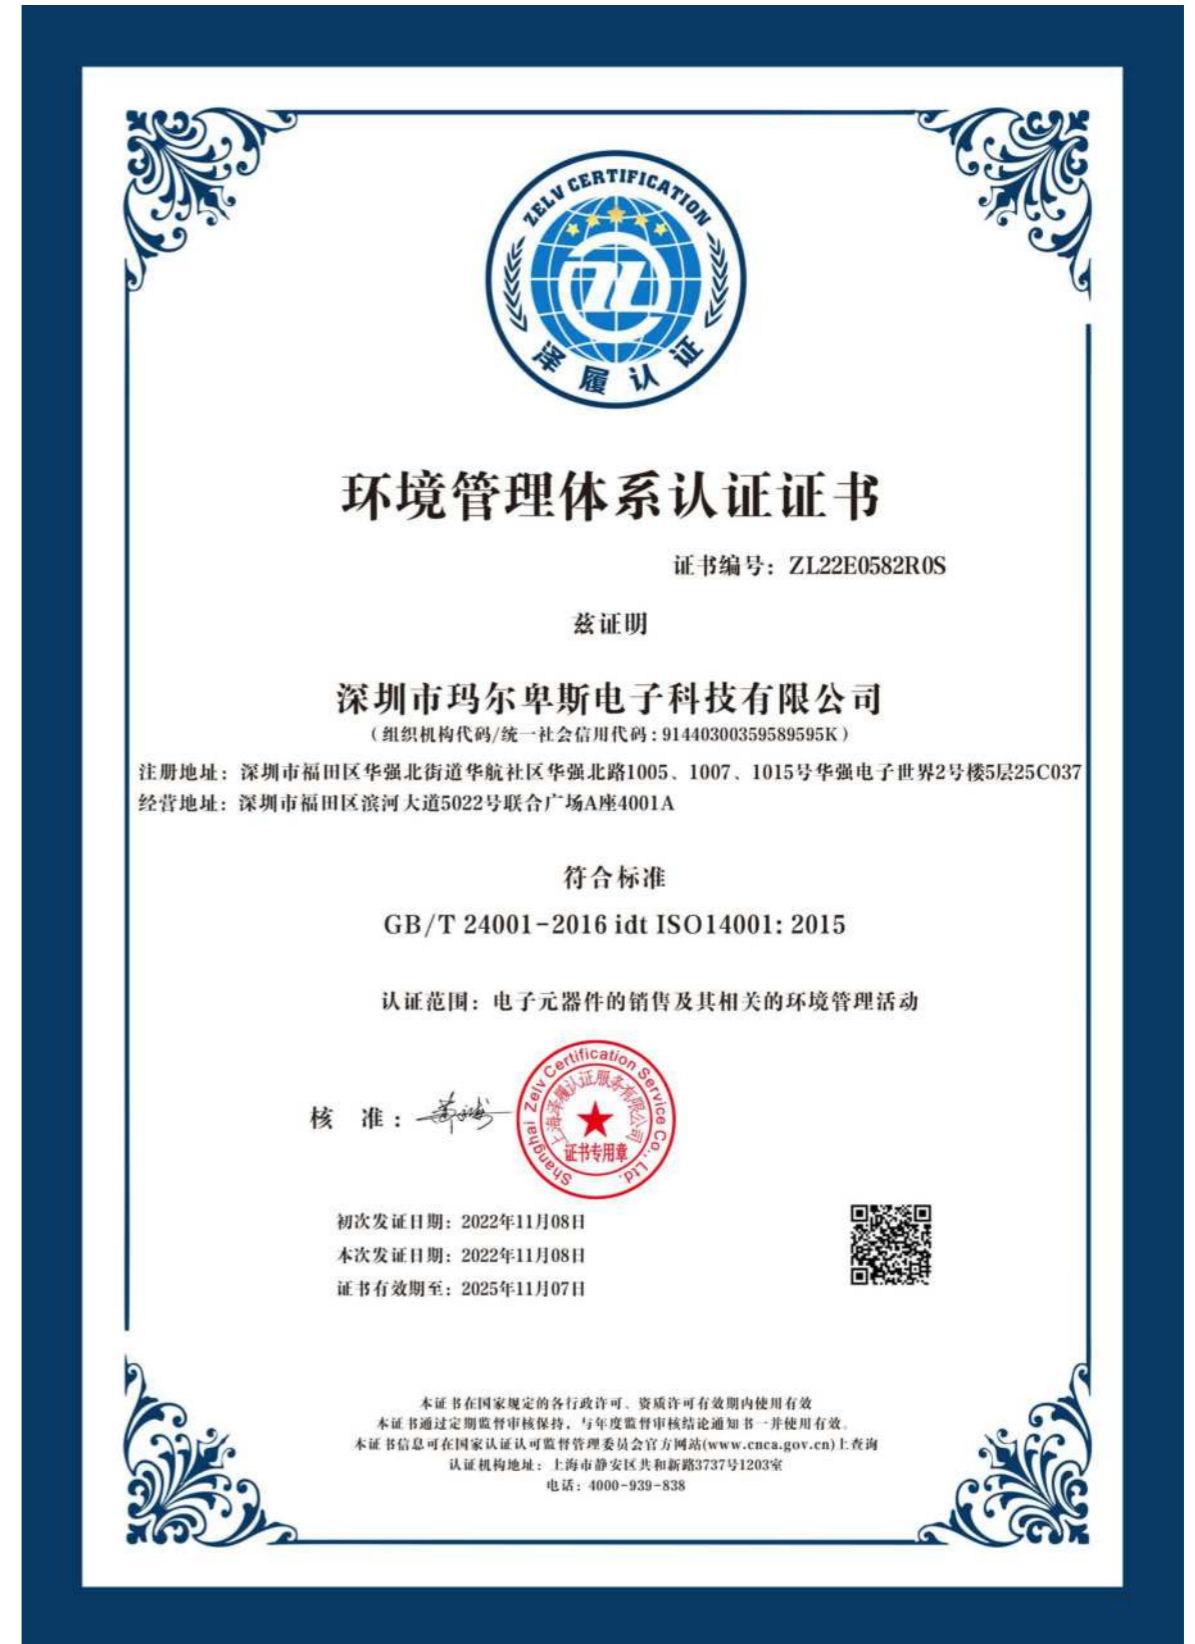 ZELV CERTIFICATION
泽履认证
环境管理体系认证证书
证书编号：ZL22E0582R0S
兹证明
深圳市玛尔卑斯电子科技有限公司
（组织机构代码/统一社会信用代码：91440300359589595K）
注册地址：深圳市福田区华强北街道华航社区华强北路1005、1007、1015号华强电子世界2号楼5层25C037
经营地址：深圳市福田区滨河大道5022号联合广场A座4001A
符合标准
GB/T 24001-2016 idt ISO14001: 2015
认证范围：电子元器件的销售及其相关的环境管理活动
核 准：
Shanghai Zelv Certification Service Co., Ltd.
上海泽履认证服务有限公司
证书专用章
初次发证日期：2022年11月08日
本次发证日期：2022年11月08日
证书有效期至：2025年11月07日
本证书在国家规定的各行政许可、资质许可有效期内使用有效
本证书通过定期监督审核保持，与年度监督审核结论通知书一并使用有效。
本证书信息可在国家认证认可监督管理委员会官方网站(www.cnca.gov.cn)上查询
认证机构地址：上海市静安区共和新路3737号1203室
电话：4000-939-838